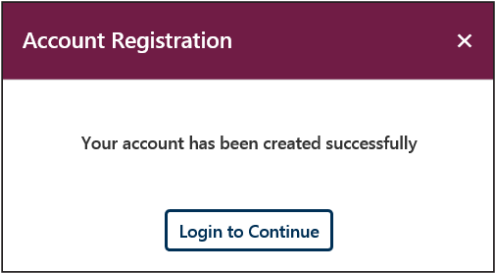 Account Registration ✕
Your account has been created successfully
Login to Continue